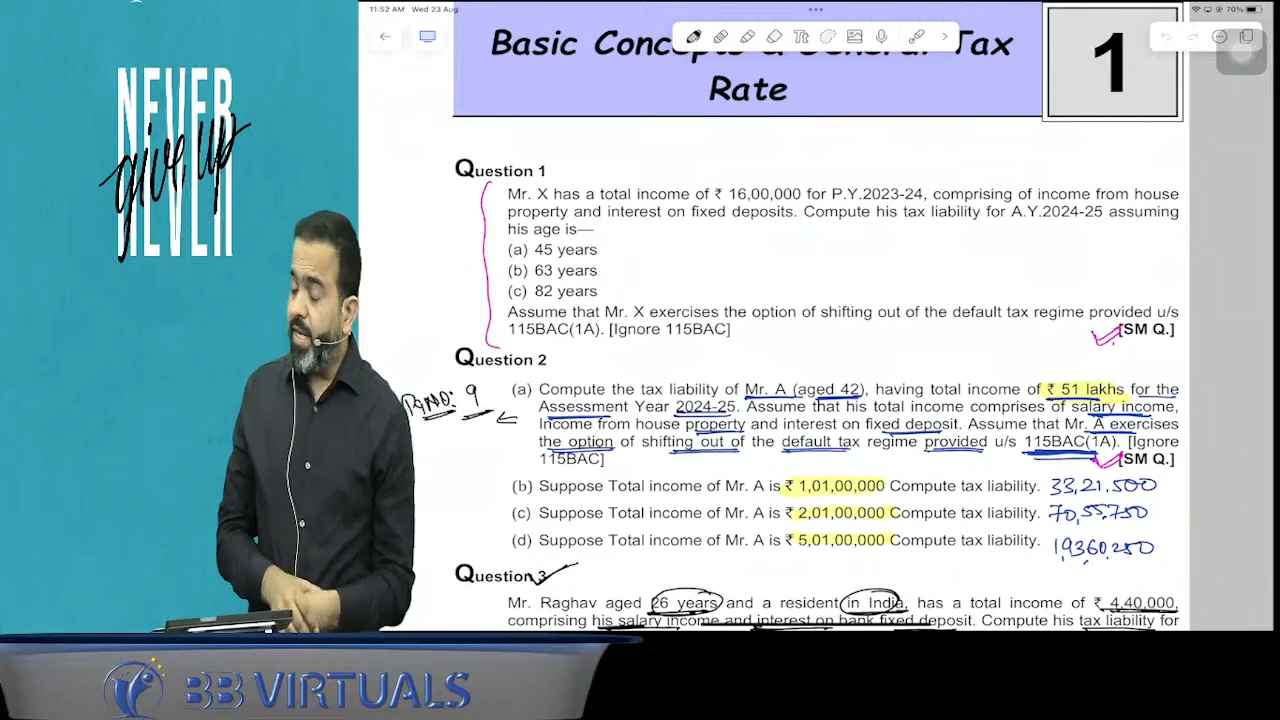 11:52 AM Wed 23 Aug
70%
Basic Concepts & General Tax
Rate
1
NEVER
give up
NEVER
Question 1
Mr. X has a total income of ₹ 16,00,000 for P.Y.2023-24, comprising of income from house
property and interest on fixed deposits. Compute his tax liability for A.Y.2024-25 assuming
his age is—
(a) 45 years
(b) 63 years
(c) 82 years
Assume that Mr. X exercises the option of shifting out of the default tax regime provided u/s
115BAC(1A). [Ignore 115BAC]
[SM Q.]
Question 2
(a) Compute the tax liability of Mr. A (aged 42), having total income of ₹ 51 lakhs for the
Assessment Year 2024-25. Assume that his total income comprises of salary income,
Income from house property and interest on fixed deposit. Assume that Mr. A exercises
the option of shifting out of the default tax regime provided u/s 115BAC(1A). [Ignore
115BAC]
[SM Q.]
9
(b) Suppose Total income of Mr. A is ₹ 1,01,00,000 Compute tax liability. 33,21,500
(c) Suppose Total income of Mr. A is ₹ 2,01,00,000 Compute tax liability. 70,55,750
(d) Suppose Total income of Mr. A is ₹ 5,01,00,000 Compute tax liability. 1,93,60,250
Question 3
Mr. Raghav aged 26 years and a resident in India, has a total income of ₹ 4,40,000,
comprising his salary income and interest on bank fixed deposit. Compute his tax liability for
BB VIRTUALS